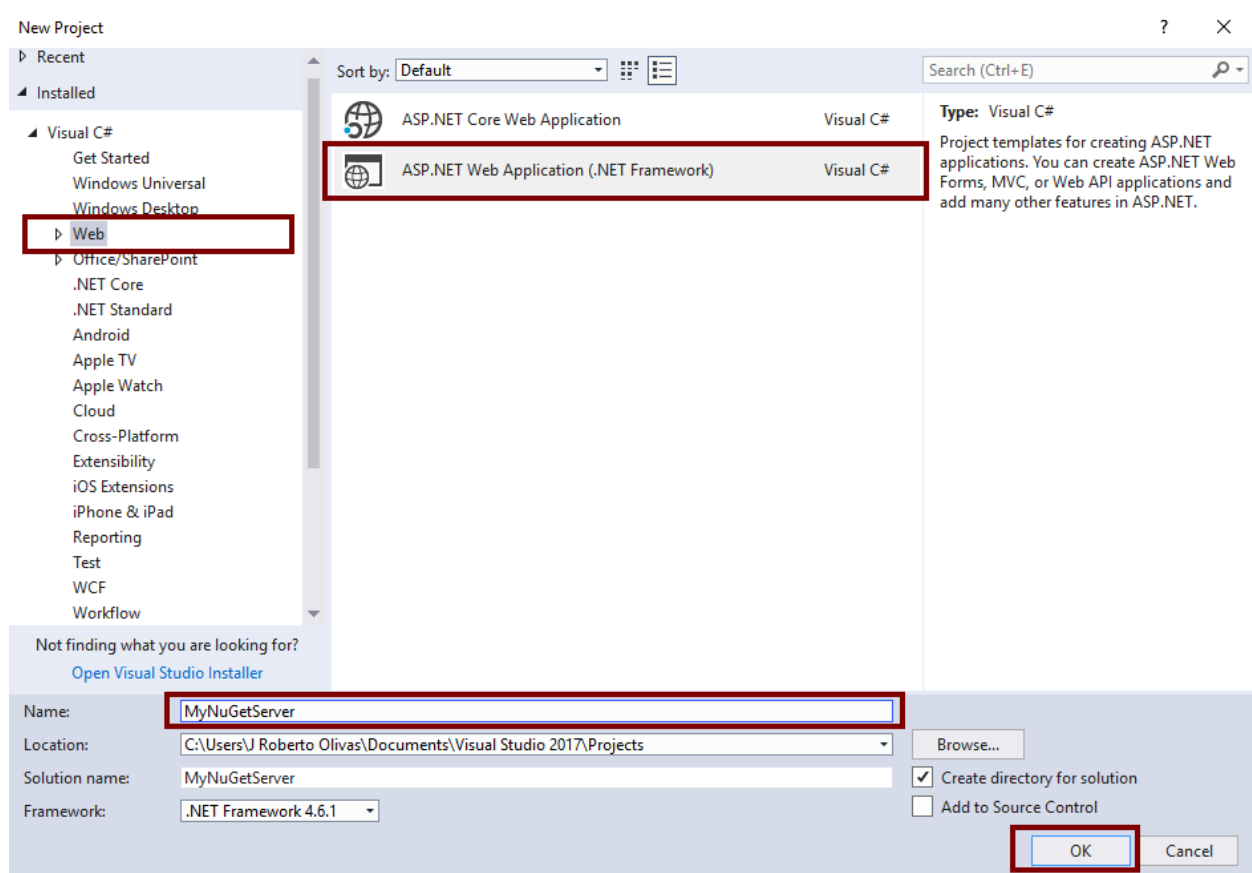 New Project
?
Recent
Installed
Visual C#
Get Started
Windows Universal
Windows Desktop
Web
Office/SharePoint
.NET Core
.NET Standard
Android
Apple TV
Apple Watch
Cloud
Cross-Platform
Extensibility
iOS Extensions
iPhone & iPad
Reporting
Test
WCF
Workflow
Not finding what you are looking for?
Open Visual Studio Installer
Sort by: Default
ASP.NET Core Web Application Visual C#
ASP.NET Web Application (.NET Framework) Visual C#
Search (Ctrl+E)
Type: Visual C#
Project templates for creating ASP.NET
applications. You can create ASP.NET Web
Forms, MVC, or Web API applications and
add many other features in ASP.NET.
Name: MyNuGetServer
Location: C:\Users\J Roberto Olivas\Documents\Visual Studio 2017\Projects Browse...
Solution name: MyNuGetServer Create directory for solution
Framework: .NET Framework 4.6.1 Add to Source Control
OK Cancel